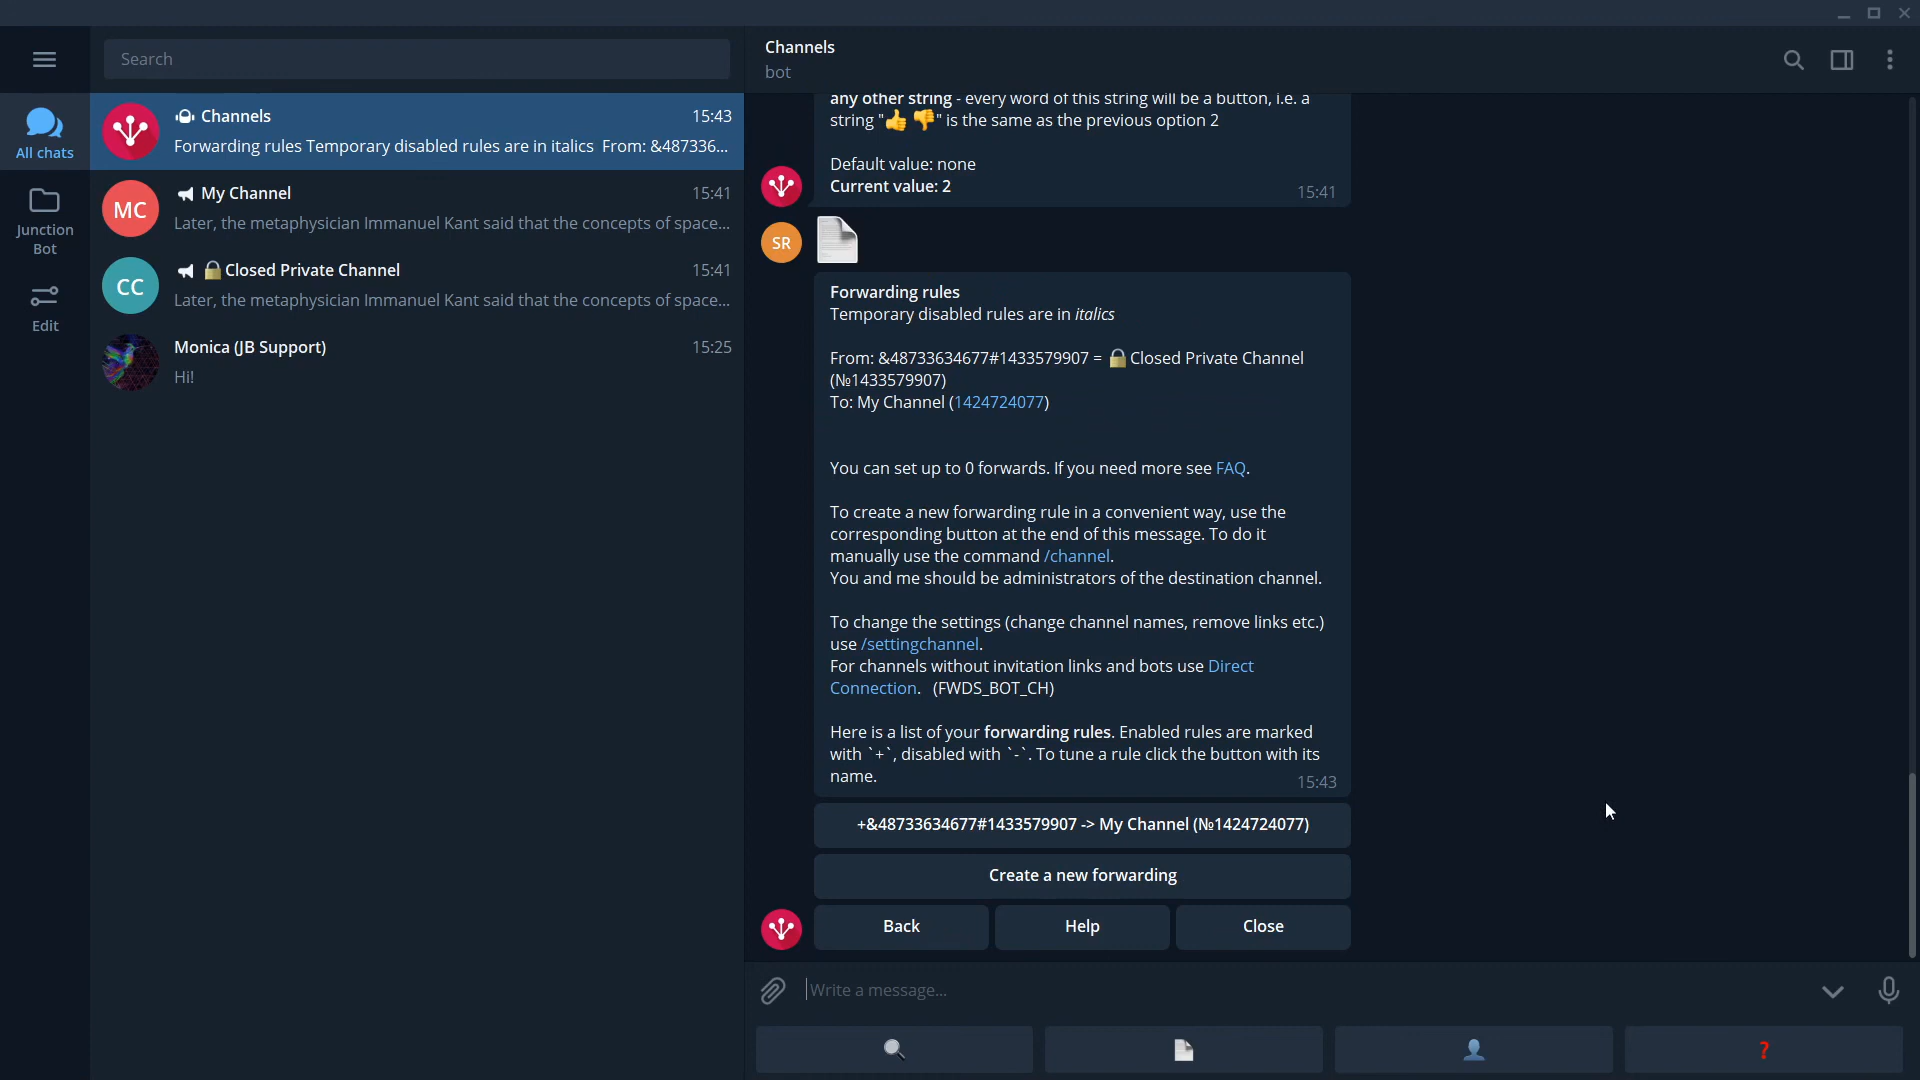 Search
All chats
Junction
Bot
Edit
Channels
15:43
Forwarding rules Temporary disabled rules are in italics From: &487336...
MC
My Channel
15:41
Later, the metaphysician Immanuel Kant said that the concepts of space...
CC
🔒Closed Private Channel
15:41
Later, the metaphysician Immanuel Kant said that the concepts of space...
Monica (JB Support)
15:25
Hi!
Channels
bot
any other string - every word of this string will be a button, i.e. a
string "👍 👎" is the same as the previous option 2
Default value: none
Current value: 2
15:41
SR
Forwarding rules
Temporary disabled rules are in italics
From: &48733634677#1433579907 = 🔒Closed Private Channel
(№1433579907)
To: My Channel (1424724077)
You can set up to 0 forwards. If you need more see FAQ.
To create a new forwarding rule in a convenient way, use the
corresponding button at the end of this message. To do it
manually use the command /channel.
You and me should be administrators of the destination channel.
To change the settings (change channel names, remove links etc.)
use /settingchannel.
For channels without invitation links and bots use Direct
Connection. (FWDS_BOT_CH)
Here is a list of your forwarding rules. Enabled rules are marked
with `+`, disabled with `-`. To tune a rule click the button with its
name.
15:43
+&48733634677#1433579907 -> My Channel (№1424724077)
Create a new forwarding
Back
Help
Close
Write a message...
?